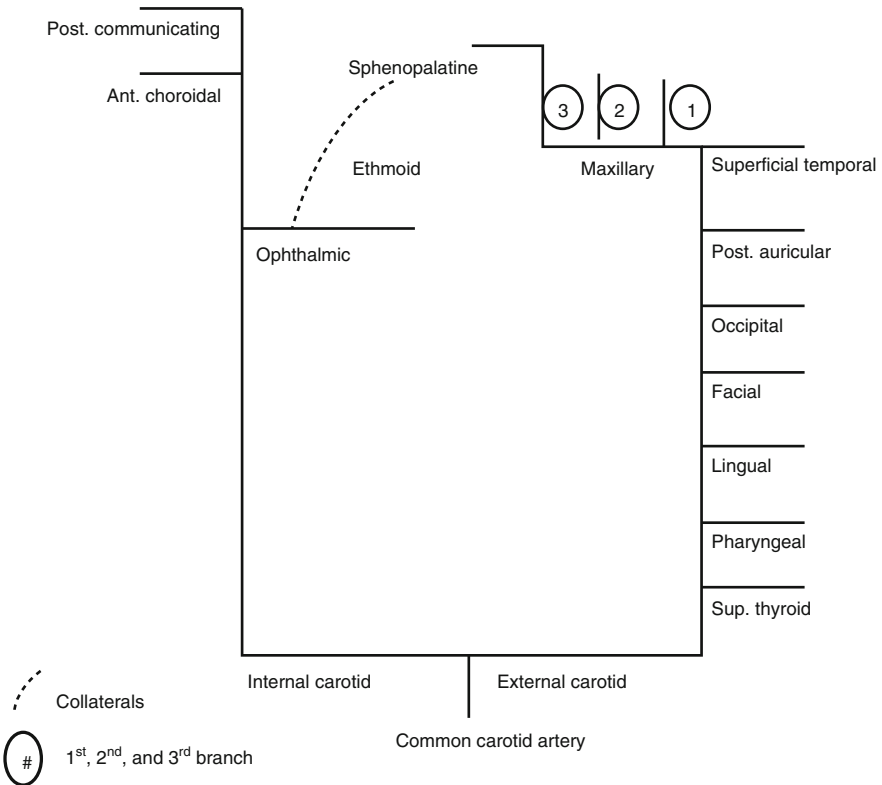 Post. communicating
Sphenopalatine
Ant. choroidal
3 2 1
Ethmoid
Maxillary
Superficial temporal
Ophthalmic
Post. auricular
Occipital
Facial
Lingual
Pharyngeal
Sup. thyroid
Internal carotid
External carotid
Collaterals
Common carotid artery
# 1st, 2nd, and 3rd branch